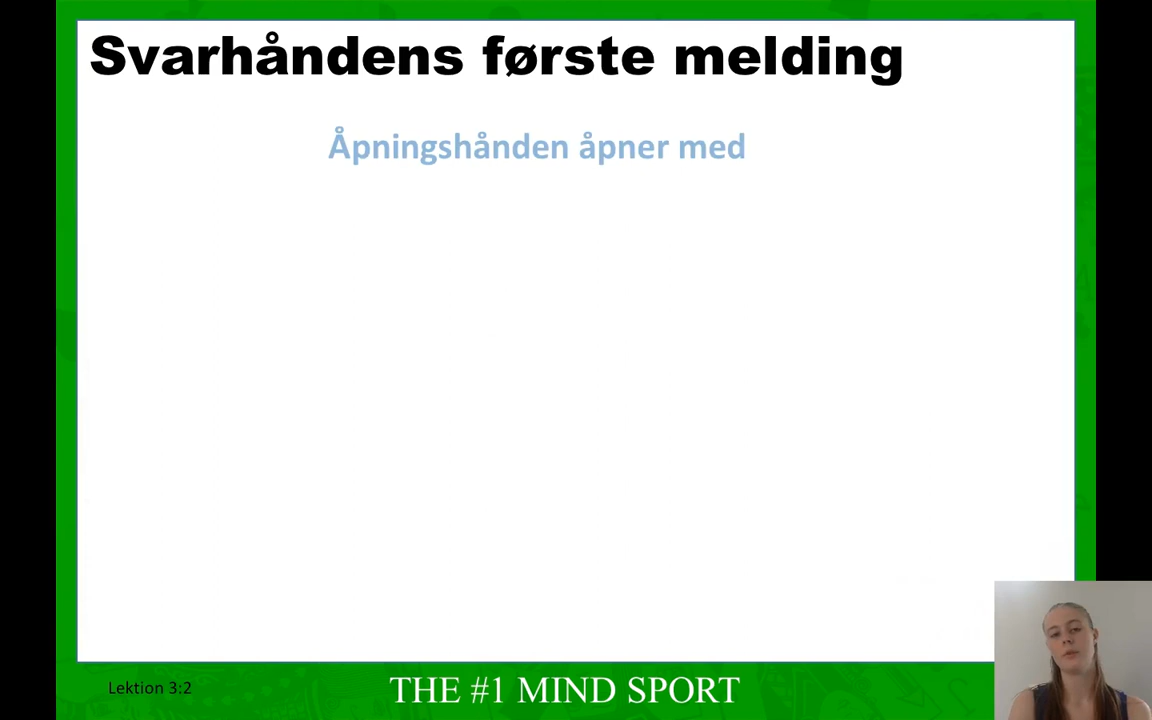 Svarhåndens første melding
Åpningshånden åpner med
Lektion 3:2
THE #1 MIND SPORT